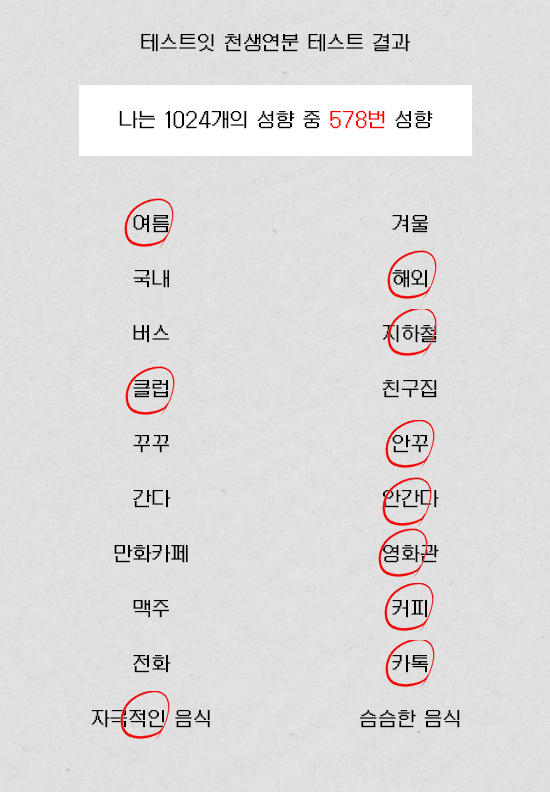 테스트잇 천생연분 테스트 결과
나는 1024개의 성향 중 578번 성향
여름 겨울
국내 해외
버스 지하철
클럽 친구집
꾸꾸 안꾸
간다 안간다
만화카페 영화관
맥주 커피
전화 카톡
자극적인 음식 슴슴한 음식